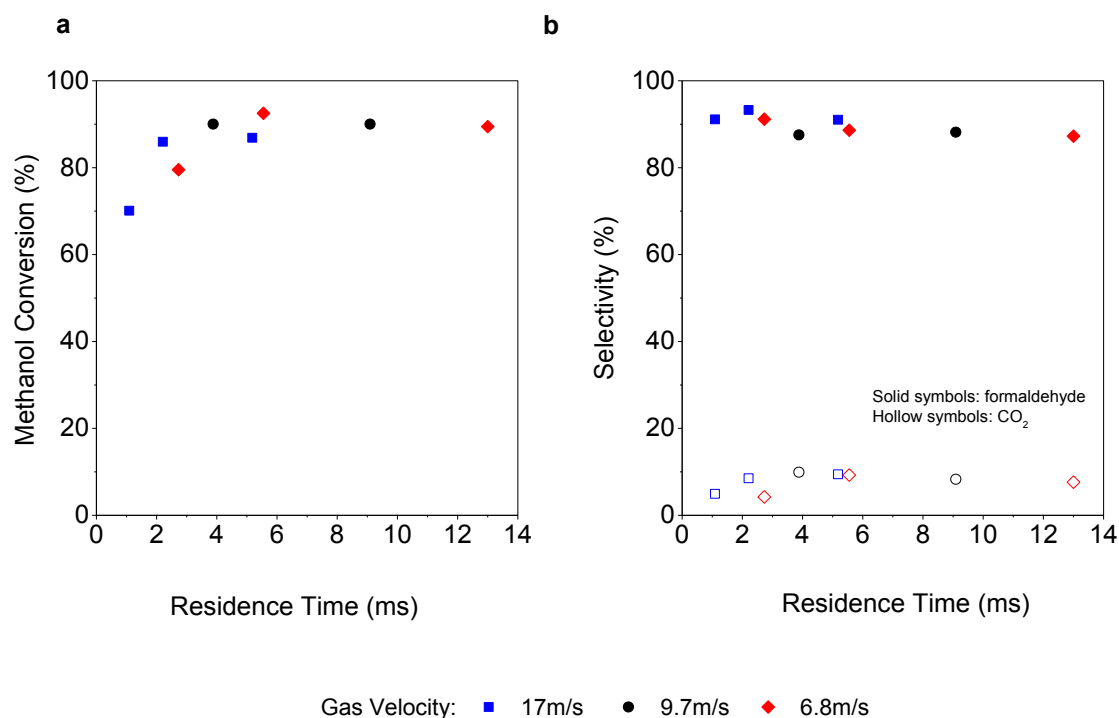 a
b
100
80
60
40
20
0
0 2 4 6 8 10 12 14
Methanol Conversion (%)
Residence Time (ms)
100
80
60
40
20
0
0 2 4 6 8 10 12 14
Selectivity (%)
Solid symbols: formaldehyde
Hollow symbols: CO₂
Residence Time (ms)
Gas Velocity: 17m/s 9.7m/s 6.8m/s